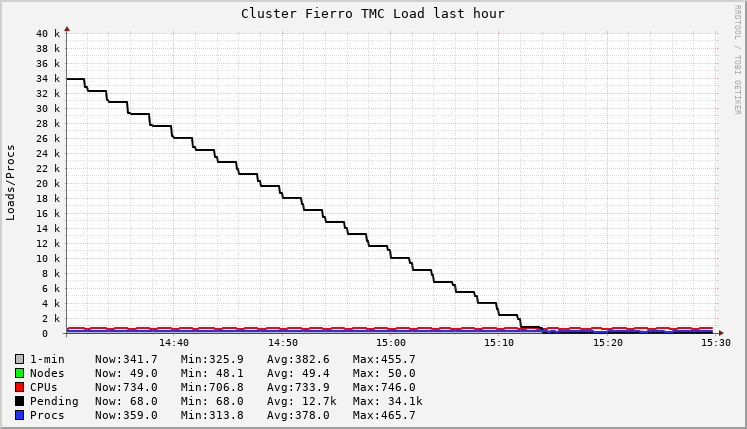 Cluster Fierro TMC Load last hour
RRDTOOL / TOBI OETIKER
Loads/Procs
40 k
38 k
36 k
34 k
32 k
30 k
28 k
26 k
24 k
22 k
20 k
18 k
16 k
14 k
12 k
10 k
8 k
6 k
4 k
2 k
0
14:40 14:50 15:00 15:10 15:20 15:30
1-min Now:341.7 Min:325.9 Avg:382.6 Max:455.7
Nodes Now: 49.0 Min: 48.1 Avg: 49.4 Max: 50.0
CPUs Now:734.0 Min:706.8 Avg:733.9 Max:746.0
Pending Now: 68.0 Min: 68.0 Avg: 12.7k Max: 34.1k
Procs Now:359.0 Min:313.8 Avg:378.0 Max:465.7